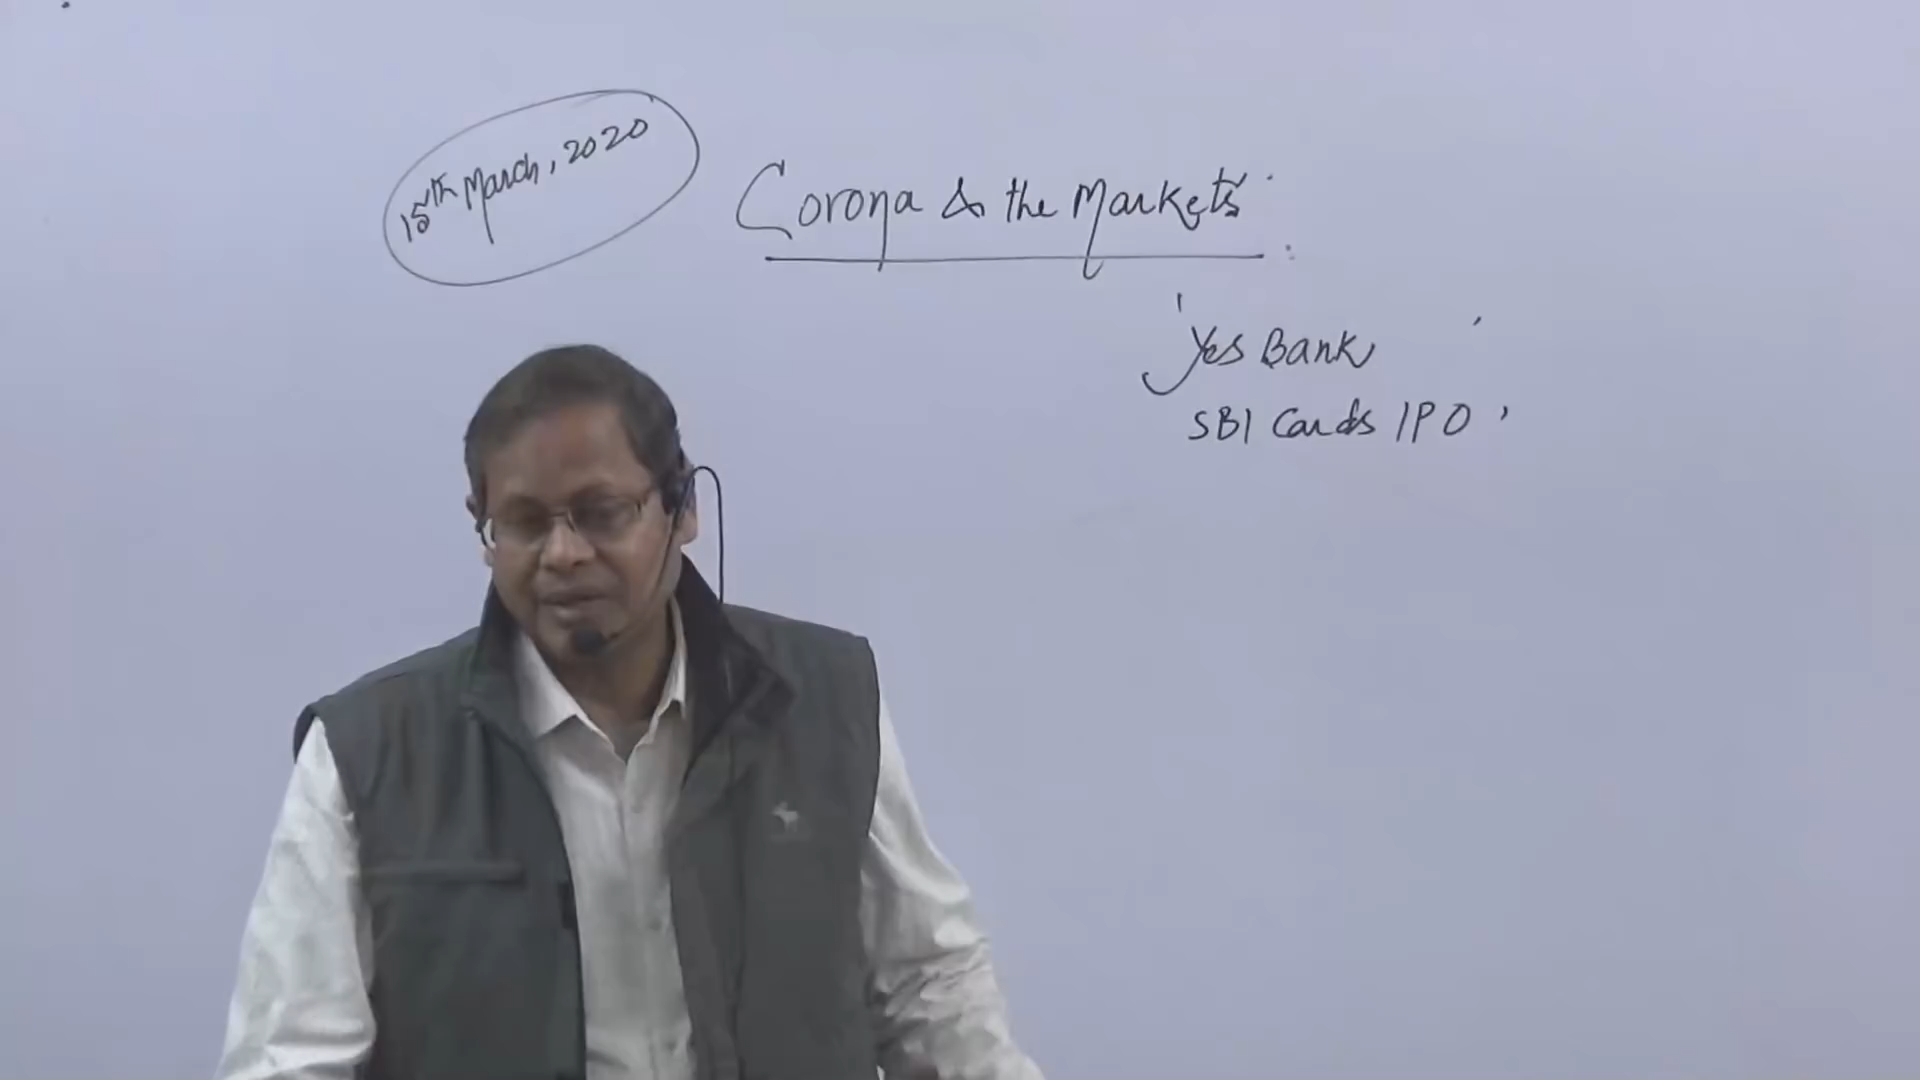 15th March, 2020
Corona & the Markets
Yes Bank
SBI Cards IPO